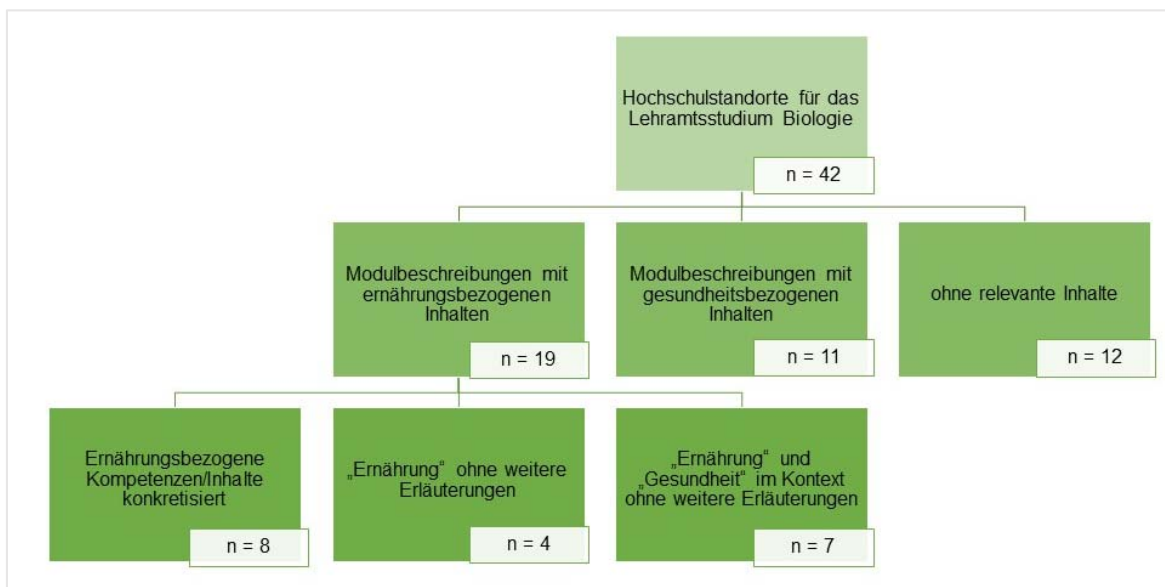 Hochschulstandorte für das
Lehramtsstudium Biologie
n = 42
Modulbeschreibungen mit
ernährungsbezogenen
Inhalten
n = 19
Modulbeschreibungen mit
gesundheitsbezogenen
Inhalten
n = 11
ohne relevante Inhalte
n = 12
Ernährungsbezogene
Kompetenzen/Inhalte
konkretisiert
n = 8
„Ernährung“ ohne weitere
Erläuterungen
n = 4
„Ernährung“ und
„Gesundheit“ im Kontext
ohne weitere Erläuterungen
n = 7